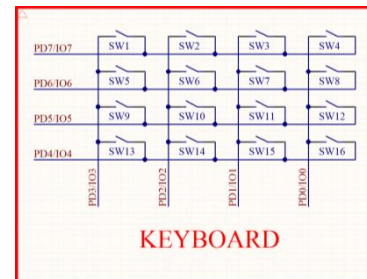 SW1 SW2 SW3 SW4
PD7/IO7
SW5 SW6 SW7 SW8
PD6/IO6
SW9 SW10 SW11 SW12
PD5/IO5
SW13 SW14 SW15 SW16
PD4/IO4
PD3/IO3 PD2/IO2 PD1/IO1 PD0/IO0
KEYBOARD